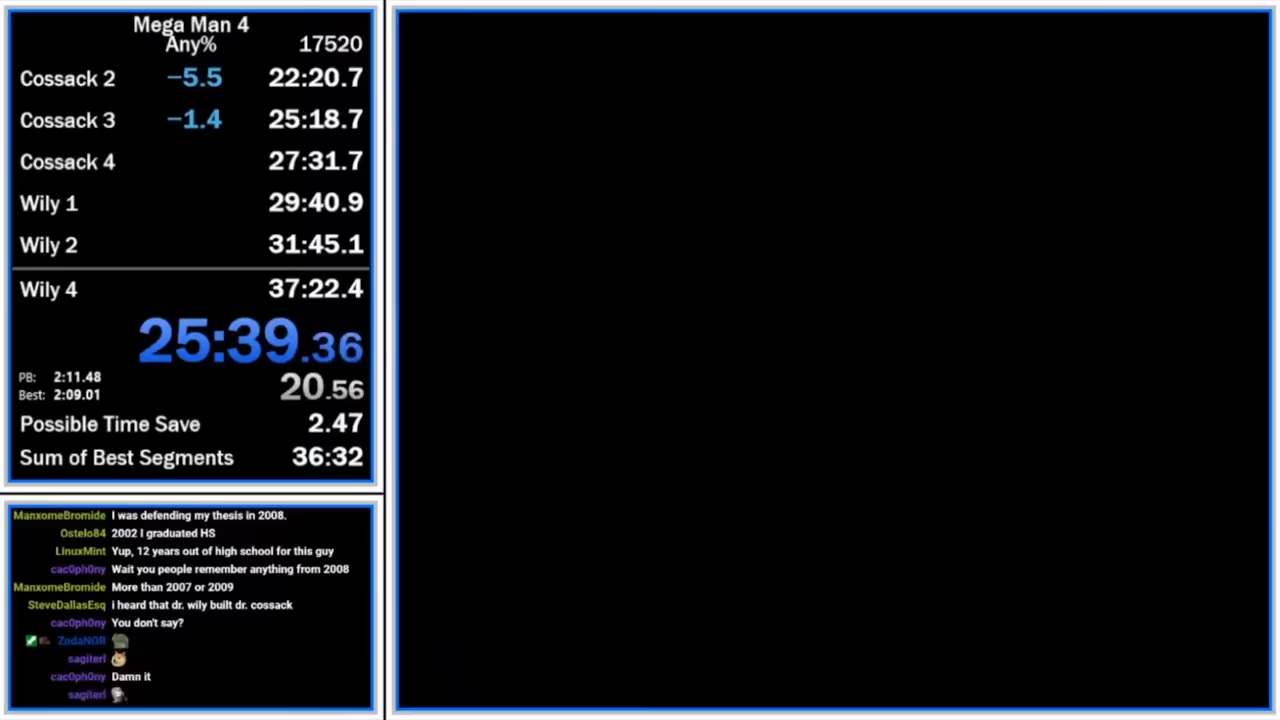 Mega Man 4
Any% 17520
Cossack 2 −5.5 22:20.7
Cossack 3 −1.4 25:18.7
Cossack 4 27:31.7
Wily 1 29:40.9
Wily 2 31:45.1
Wily 4 37:22.4
25:39.36
PB: 2:11.48
Best: 2:09.01
20.56
Possible Time Save 2.47
Sum of Best Segments 36:32
ManxomeBromide I was defending my thesis in 2008.
Ostelo84 2002 I graduated HS
LinuxMint Yup, 12 years out of high school for this guy
cac0ph0ny Wait you people remember anything from 2008
ManxomeBromide More than 2007 or 2009
SteveDallasEsq i heard that dr. wily built dr. cossack
cac0ph0ny You don't say?
ZodaNGR
sagiterl
cac0ph0ny Damn it
sagiterl